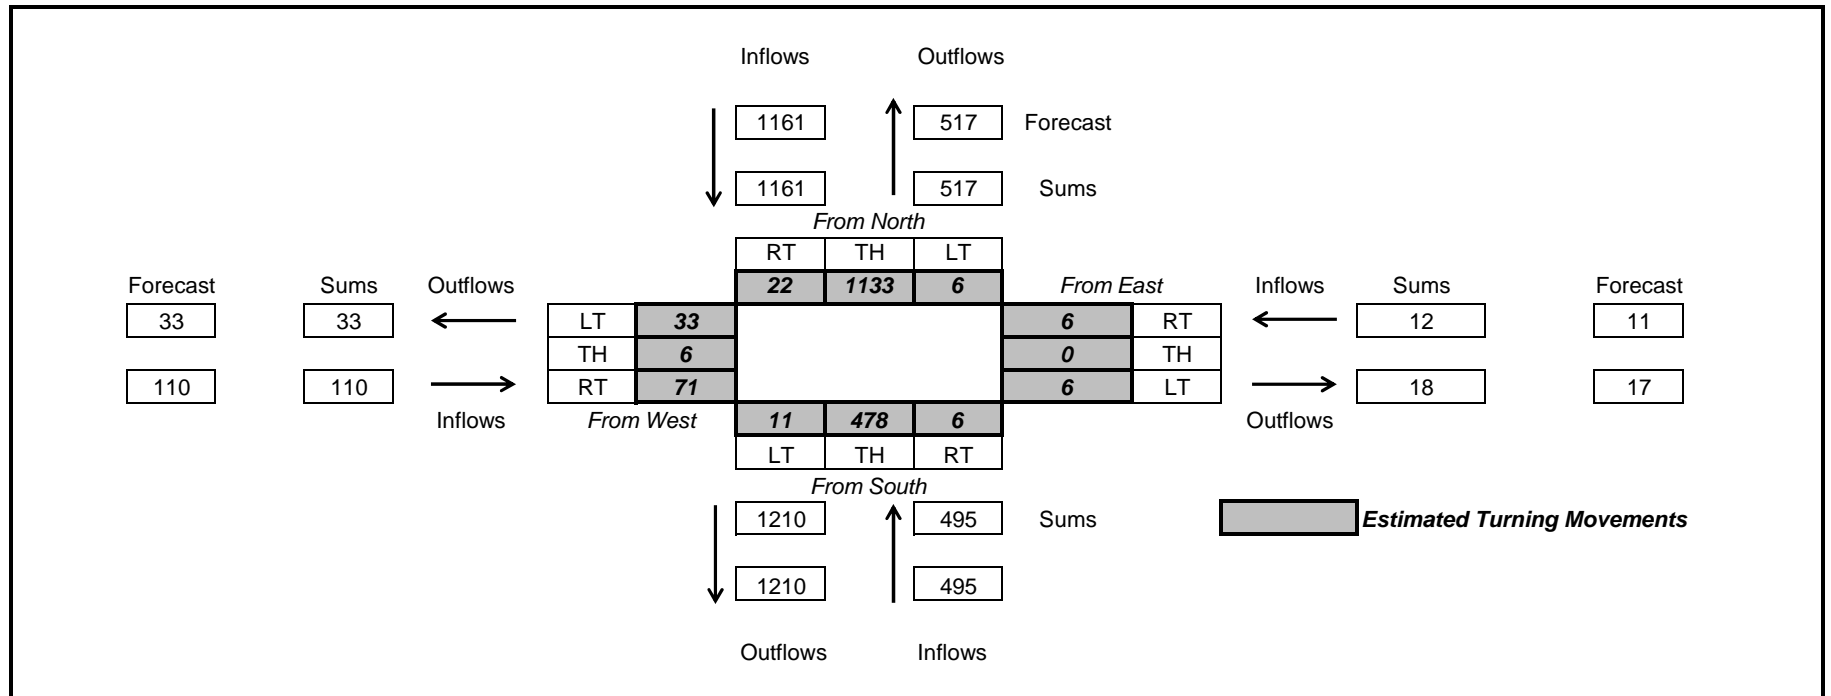 Inflows Outflows
1161 517 Forecast
1161 517 Sums
From North
RT TH LT
Forecast Sums Outflows 22 1133 6 From East Inflows Sums Forecast
33 33 LT 33 6 RT 12 11
TH 6 0 TH
110 110 RT 71 6 LT 18 17
Inflows From West 11 478 6 Outflows
LT TH RT
From South
1210 495 Sums Estimated Turning Movements
1210 495
Outflows Inflows